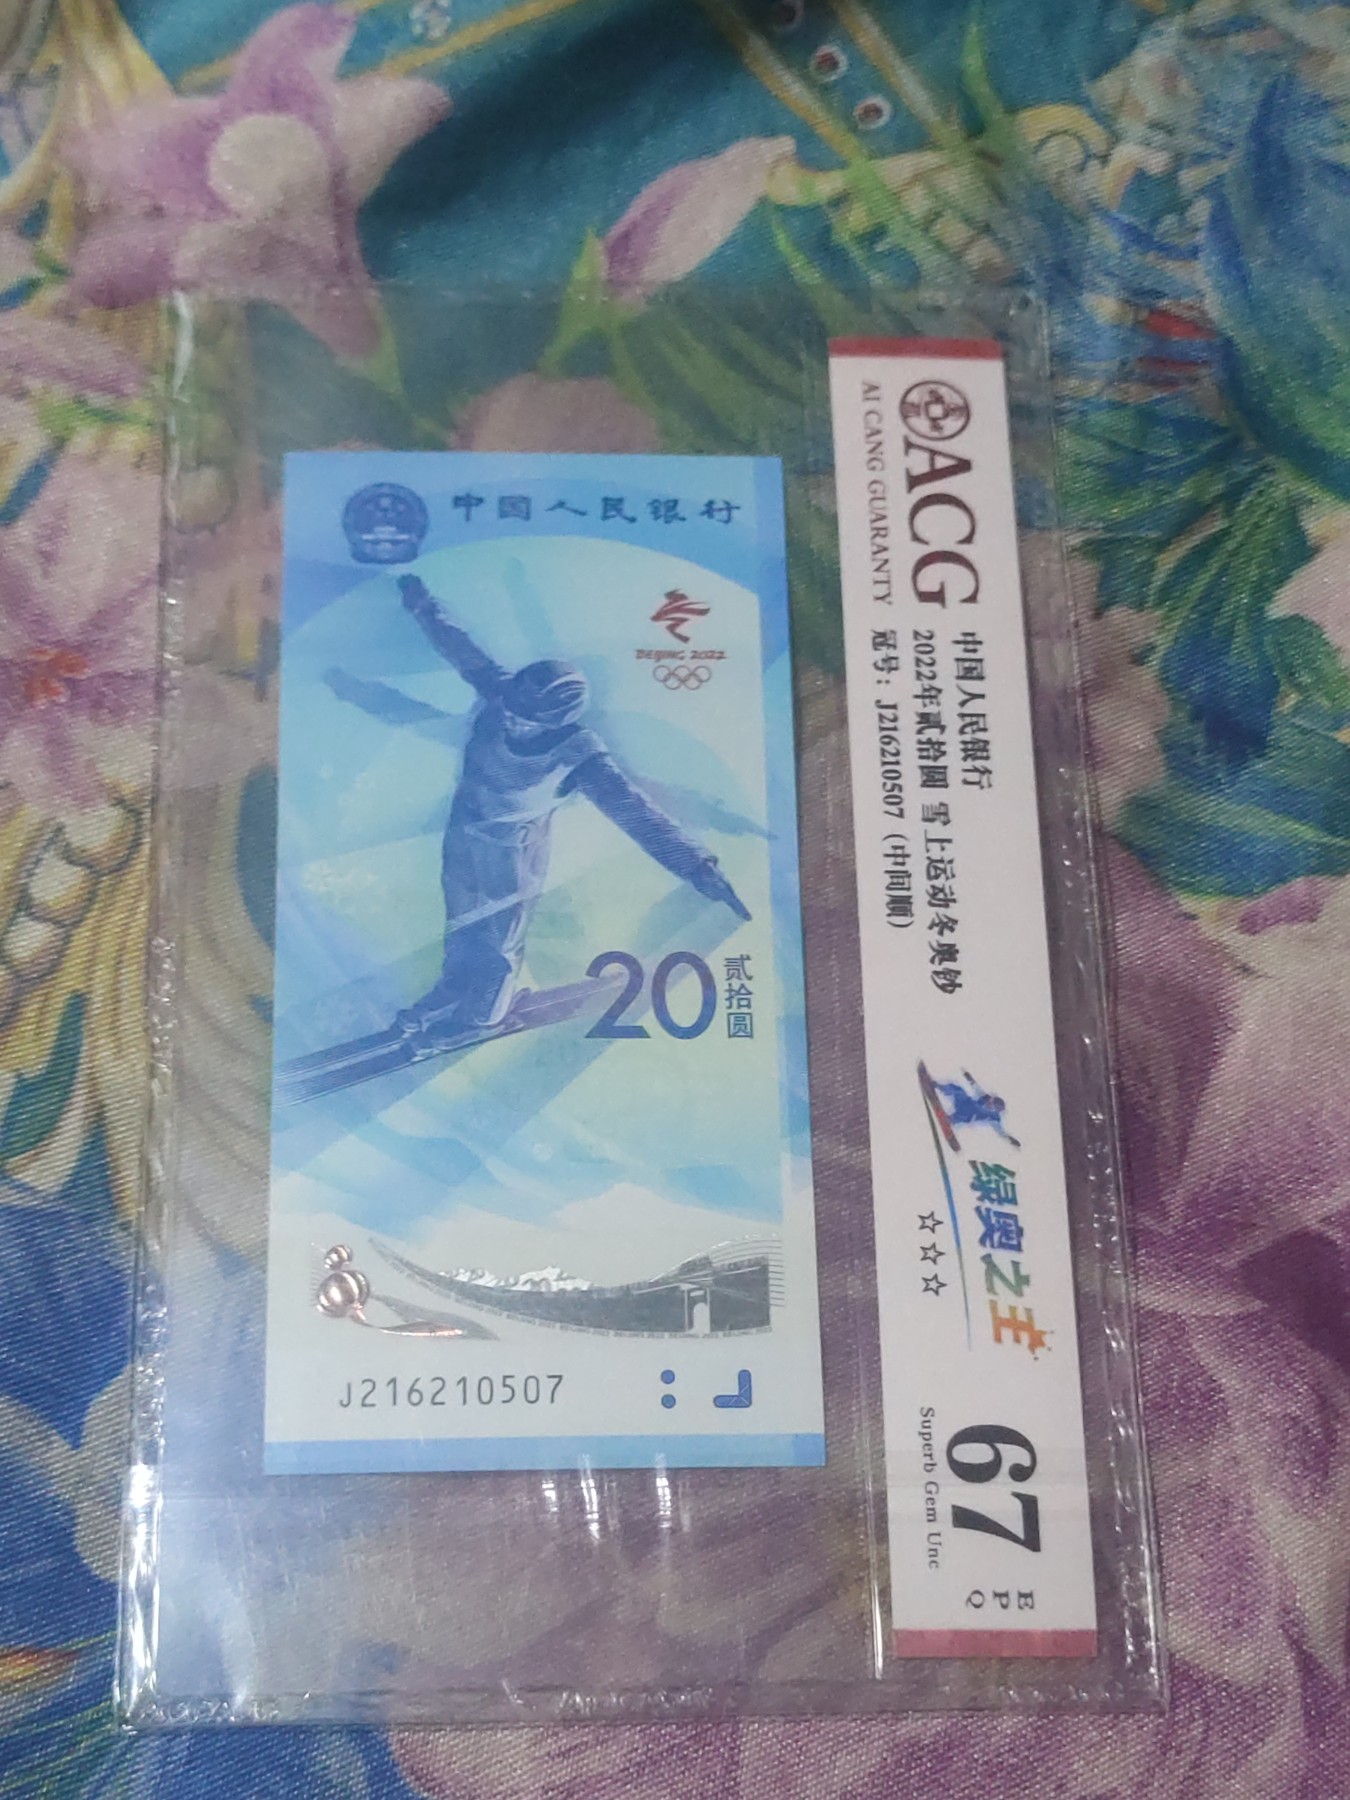 中国人民银行
BEIJING 2022
20 贰拾圆
J216210507
ACG
AI CANG GUARANTY
中国人民银行
2022年贰拾圆 雪上运动冬奥钞
冠号：J216210507（中间顺）
绿奥之主
☆☆☆
67
EPQ
Superb Gem Unc